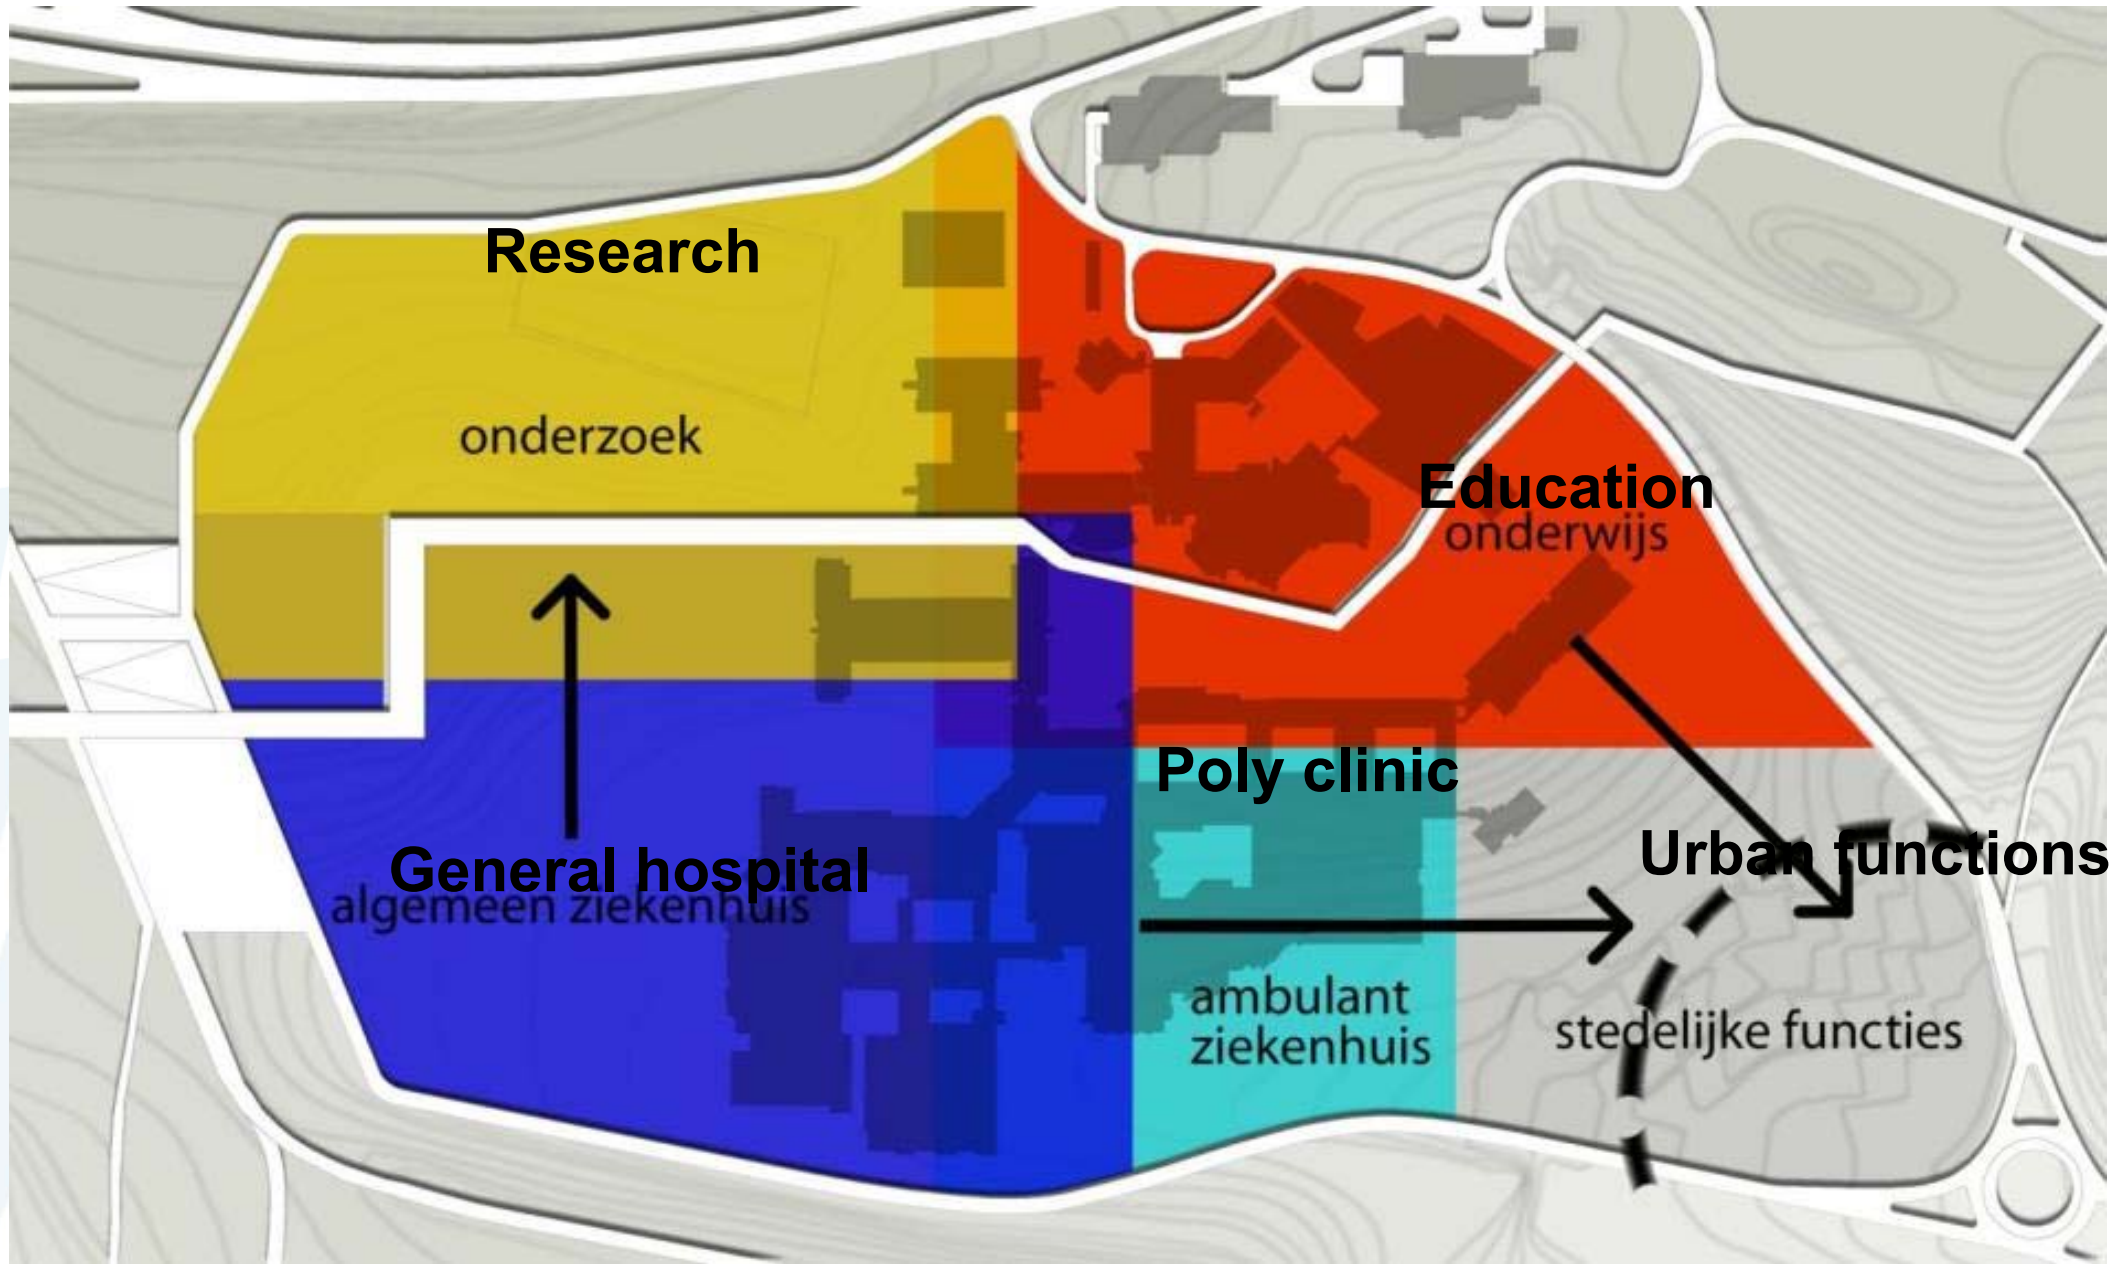 Research
onderzoek
Education
onderwijs
Poly clinic
Urban functions
General hospital
algemeen ziekenhuis
ambulant
ziekenhuis
stedelijke functies